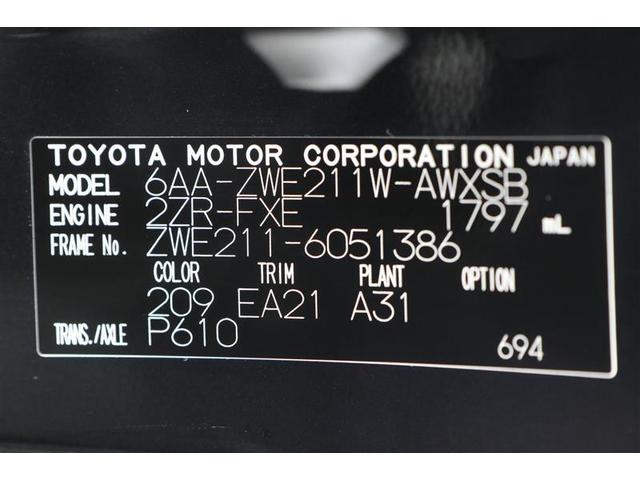 TOYOTA MOTOR CORPORATION JAPAN
MODEL 6AA-ZWE211W-AWXSB
ENGINE 2ZR-FXE 1797 mL
FRAME No. ZWE211-6051386
COLOR TRIM PLANT OPTION
209 EA21 A31
TRANS./AXLE P610
694